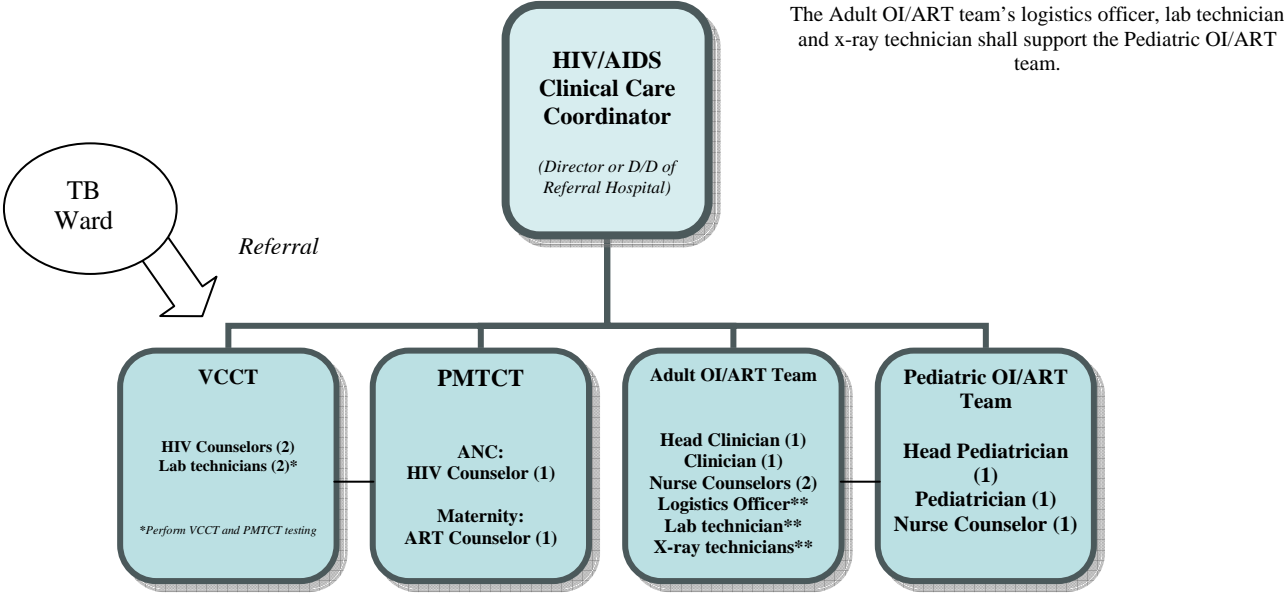 The Adult OI/ART team’s logistics officer, lab technician
and x-ray technician shall support the Pediatric OI/ART
team.
HIV/AIDS
Clinical Care
Coordinator
(Director or D/D of
Referral Hospital)
TB
Ward
Referral
VCCT
HIV Counselors (2)
Lab technicians (2)*
*Perform VCCT and PMTCT testing
PMTCT
ANC:
HIV Counselor (1)
Maternity:
ART Counselor (1)
Adult OI/ART Team
Head Clinician (1)
Clinician (1)
Nurse Counselors (2)
Logistics Officer**
Lab technician**
X-ray technicians**
Pediatric OI/ART
Team
Head Pediatrician
(1)
Pediatrician (1)
Nurse Counselor (1)